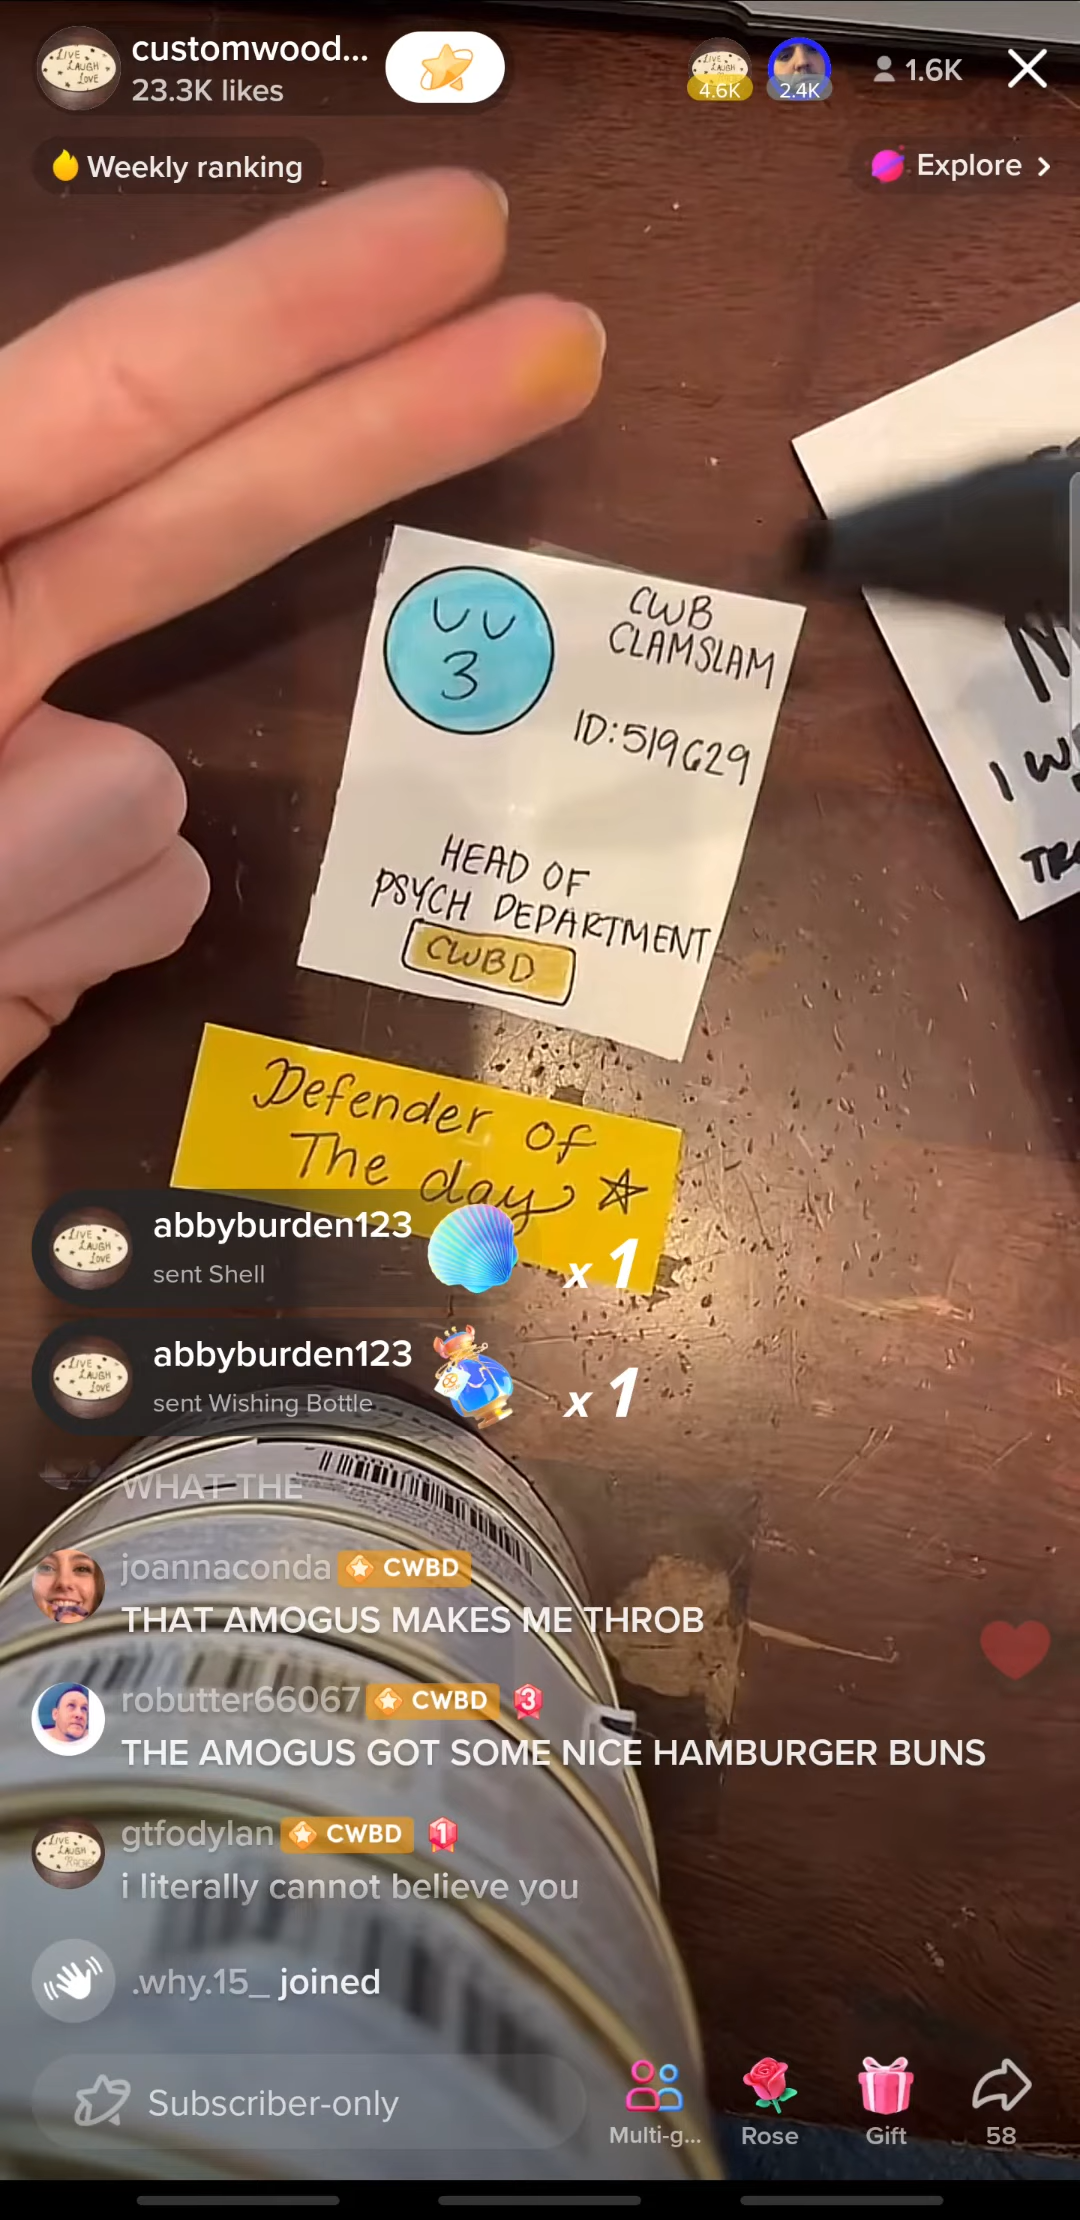 customwood...
23.3K likes
4.6K
2.4K
1.6K
Weekly ranking
Explore
CWB
CLAMSLAM
ID:519629
HEAD OF
PSYCH DEPARTMENT
CWBD
I W
Defender of
The day
abbyburden123
sent Shell
x 1
abbyburden123
sent Wishing Bottle
x 1
WHAT THE
joannaconda CWBD
THAT AMOGUS MAKES ME THROB
robutter66067 CWBD 3
THE AMOGUS GOT SOME NICE HAMBURGER BUNS
gtfodylan CWBD 1
i literally cannot believe you
.why.15_ joined
Subscriber-only
Multi-g...
Rose
Gift
58